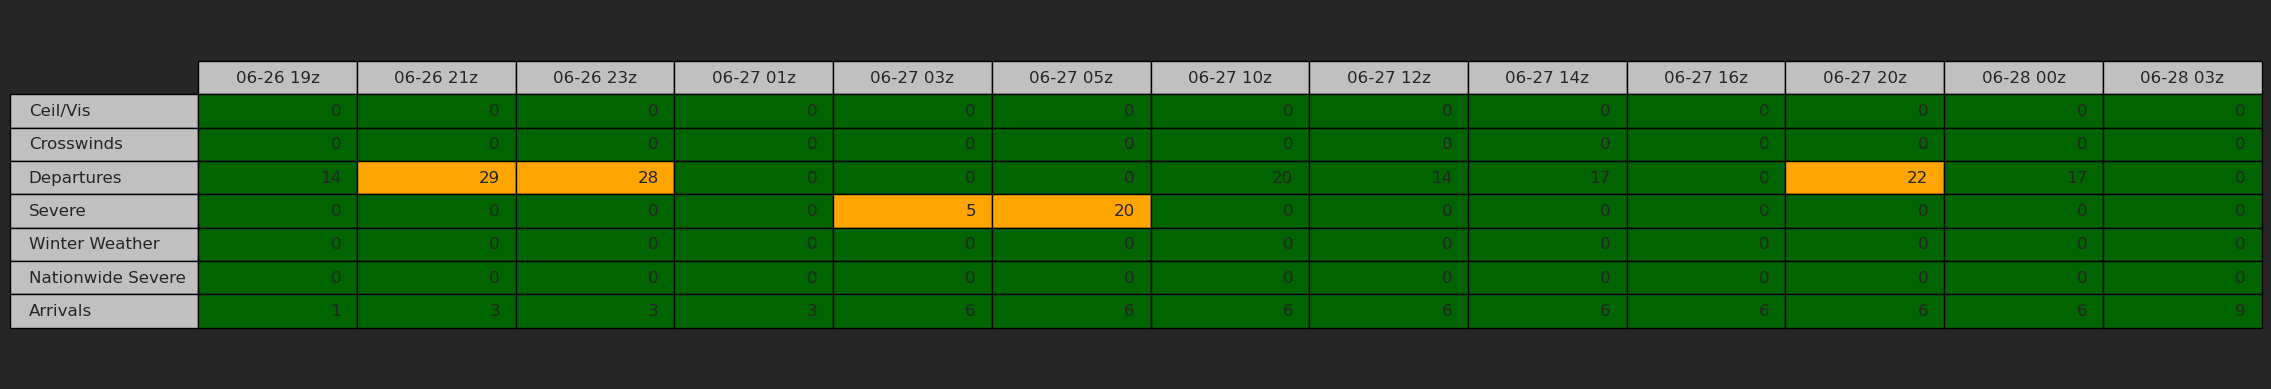 06-26 19z 06-26 21z 06-26 23z 06-27 01z 06-27 03z 06-27 05z 06-27 10z 06-27 12z 06-27 14z 06-27 16z 06-27 20z 06-28 00z 06-28 03z
Ceil/Vis 0 0 0 0 0 0 0 0 0 0 0 0 0
Crosswinds 0 0 0 0 0 0 0 0 0 0 0 0 0
Departures 14 29 28 0 0 0 20 14 17 0 22 17 0
Severe 0 0 0 0 5 20 0 0 0 0 0 0 0
Winter Weather 0 0 0 0 0 0 0 0 0 0 0 0 0
Nationwide Severe 0 0 0 0 0 0 0 0 0 0 0 0 0
Arrivals 1 3 3 3 6 6 6 6 6 6 6 6 9